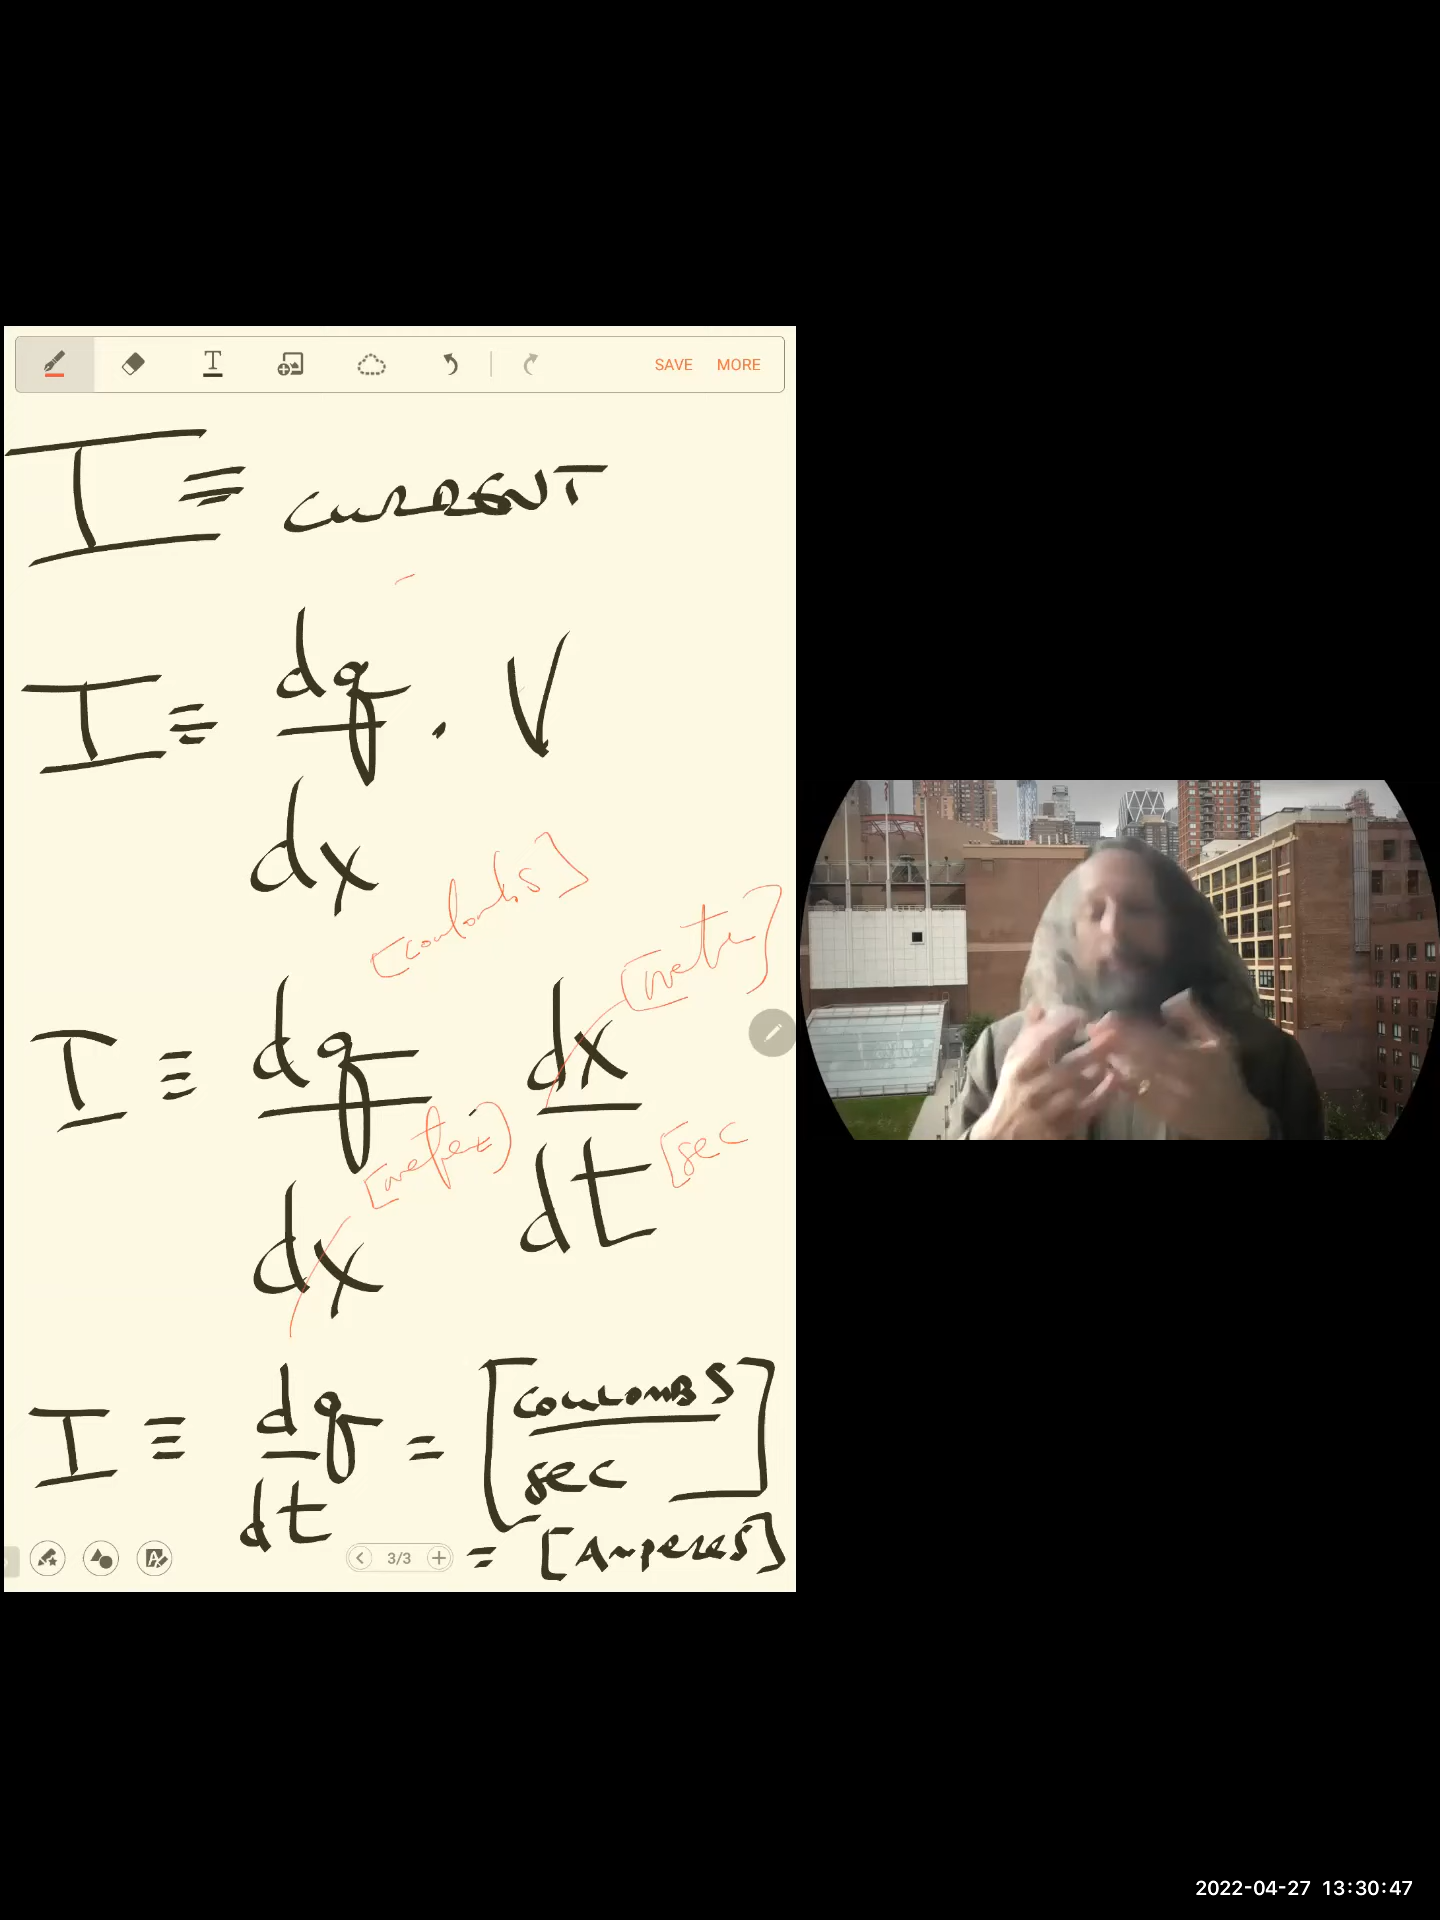 SAVE MORE
I ≡ CURRENT
I ≡ dq/dx · V
[coulombs]
[meter]
I ≡ dq/dx · dx/dt
[meter]
[sec
I ≡ dq/dt = [COULOMBS/sec]
= [Amperes]
3/3
2022-04-27 13:30:47